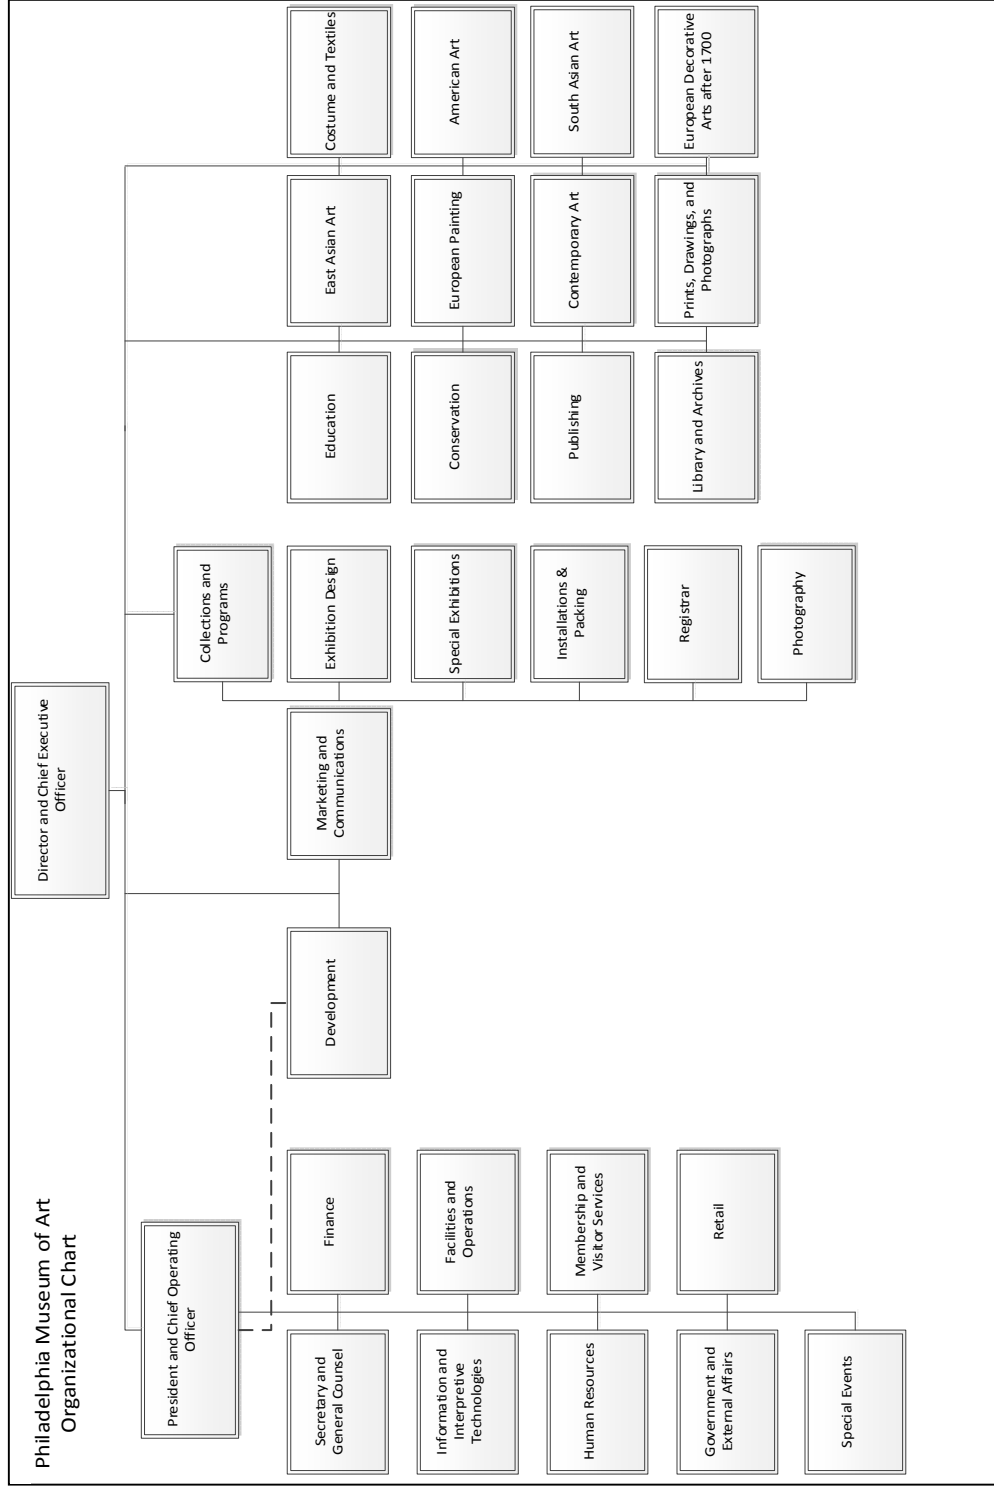 Philadelphia Museum of Art
Organizational Chart
Director and Chief Executive
Officer
President and Chief Operating
Officer
Secretary and
General Counsel
Finance
Information and
Interpretive
Technologies
Facilities and
Operations
Human Resources
Membership and
Visitor Services
Government and
External Affairs
Retail
Special Events
Development
Marketing and
Communications
Collections and
Programs
Exhibition Design
Special Exhibitions
Installations &
Packing
Registrar
Photography
Education
Conservation
Publishing
Library and Archives
East Asian Art
European Painting
Contemporary Art
Prints, Drawings, and
Photographs
Costume and Textiles
American Art
South Asian Art
European Decorative
Arts after 1700